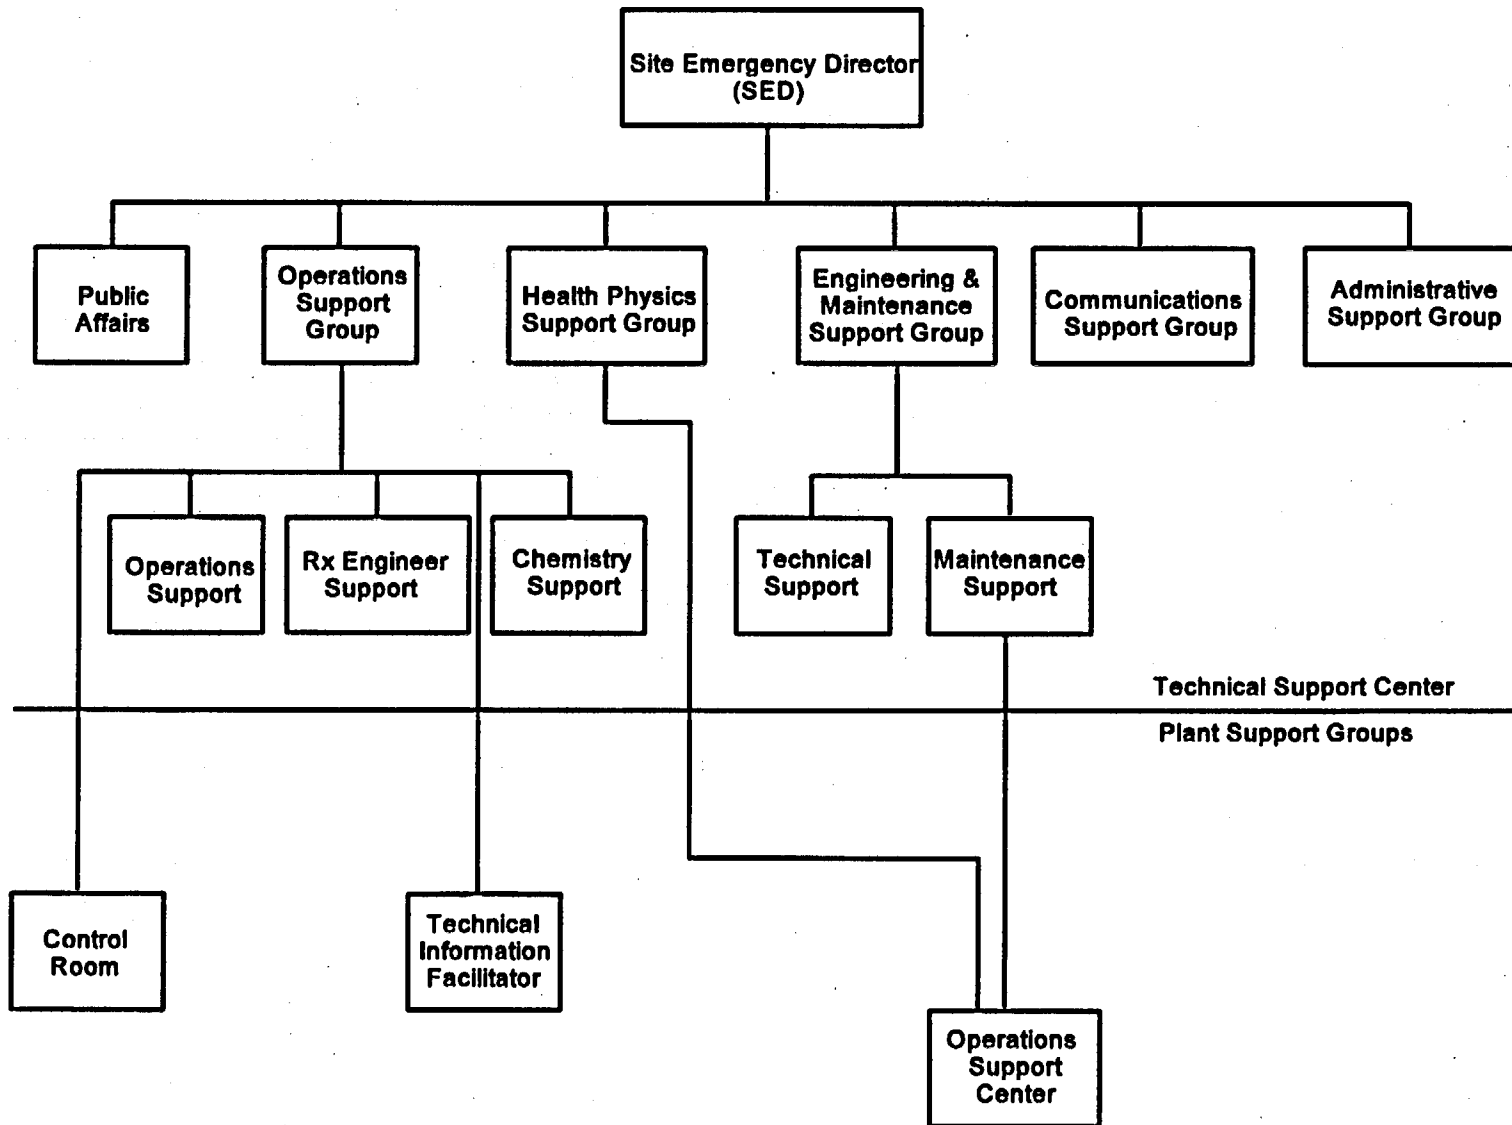 Site Emergency Director
(SED)
Public
Affairs
Operations
Support
Group
Health Physics
Support Group
Engineering &
Maintenance
Support Group
Communications
Support Group
Administrative
Support Group
Operations
Support
Rx Engineer
Support
Chemistry
Support
Technical
Support
Maintenance
Support
Technical Support Center
Plant Support Groups
Control
Room
Technical
Information
Facilitator
Operations
Support
Center